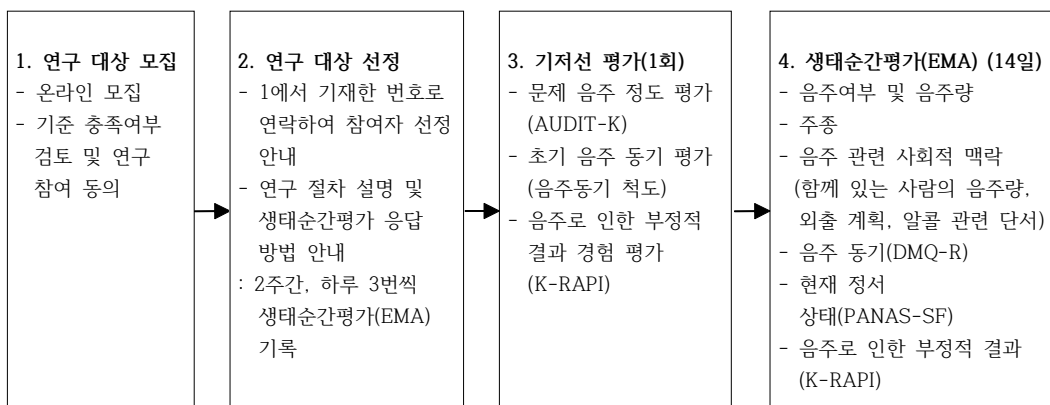 1. 연구 대상 모집
- 온라인 모집
- 기준 충족여부
검토 및 연구
참여 동의
2. 연구 대상 선정
- 1에서 기재한 번호로
연락하여 참여자 선정
안내
- 연구 절차 설명 및
생태순간평가 응답
방법 안내
: 2주간, 하루 3번씩
생태순간평가(EMA)
기록
3. 기저선 평가(1회)
- 문제 음주 정도 평가
(AUDIT-K)
- 초기 음주 동기 평가
(음주동기 척도)
- 음주로 인한 부정적
결과 경험 평가
(K-RAPI)
4. 생태순간평가(EMA) (14일)
- 음주여부 및 음주량
- 주종
- 음주 관련 사회적 맥락
(함께 있는 사람의 음주량,
외출 계획, 알콜 관련 단서)
- 음주 동기(DMQ-R)
- 현재 정서
상태(PANAS-SF)
- 음주로 인한 부정적 결과
(K-RAPI)